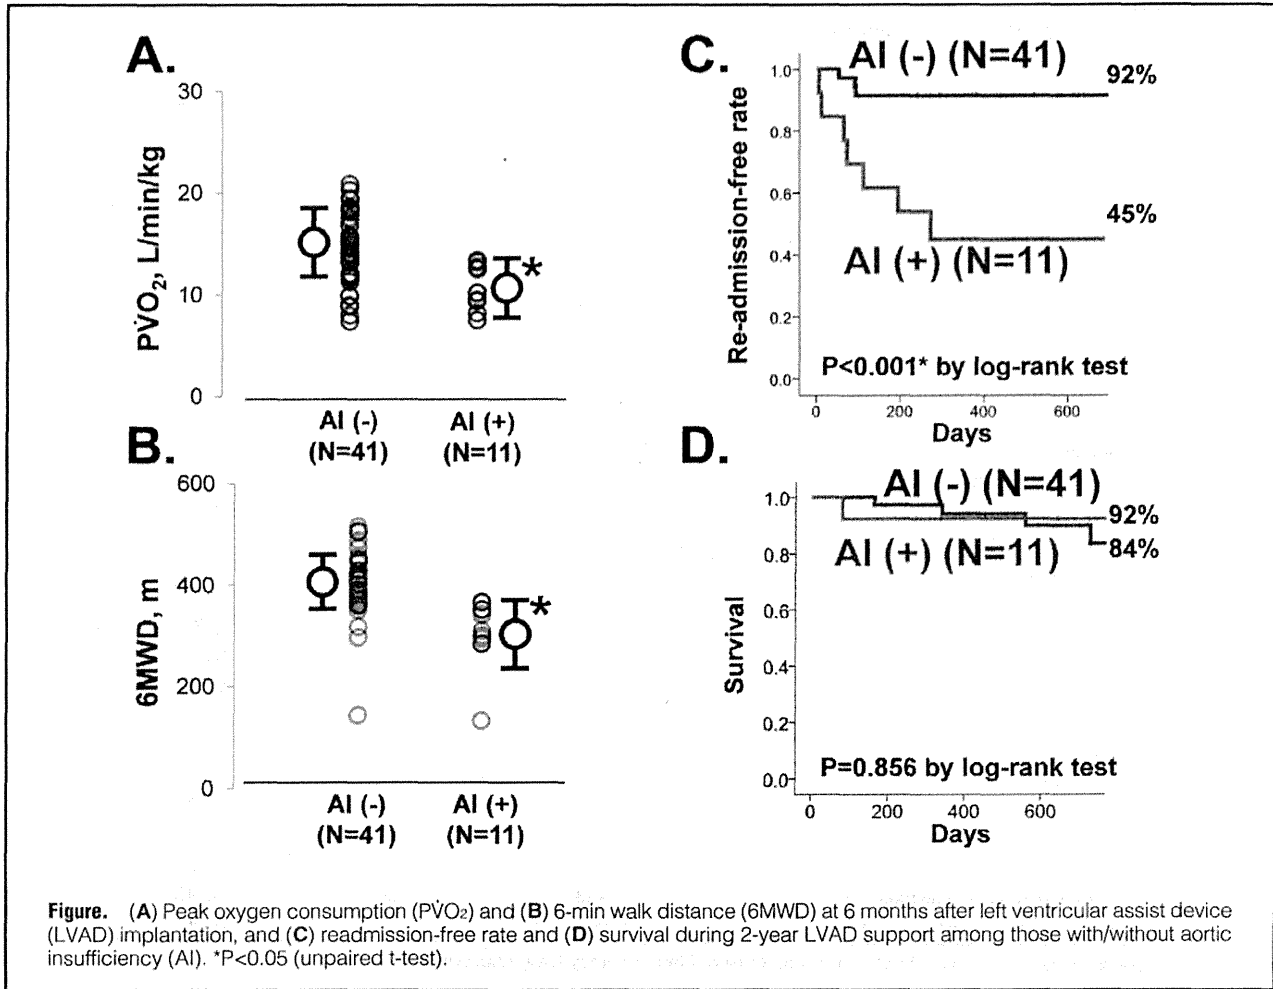 A.
30
20
10
0
PV̇O2, L/min/kg
*
AI (-)
(N=41)
AI (+)
(N=11)
B.
600
400
200
0
6MWD, m
*
AI (-)
(N=41)
AI (+)
(N=11)
C.
AI (-) (N=41)
92%
45%
AI (+) (N=11)
1.0
0.8
0.6
0.4
0.2
0.0
Re-admission-free rate
P<0.001* by log-rank test
0 200 400 600
Days
D.
AI (-) (N=41)
92%
84%
AI (+) (N=11)
1.0
0.8
0.6
0.4
0.2
0.0
Survival
P=0.856 by log-rank test
0 200 400 600
Days
Figure. (A) Peak oxygen consumption (PV̇O2) and (B) 6-min walk distance (6MWD) at 6 months after left ventricular assist device
(LVAD) implantation, and (C) readmission-free rate and (D) survival during 2-year LVAD support among those with/without aortic
insufficiency (AI). *P<0.05 (unpaired t-test).